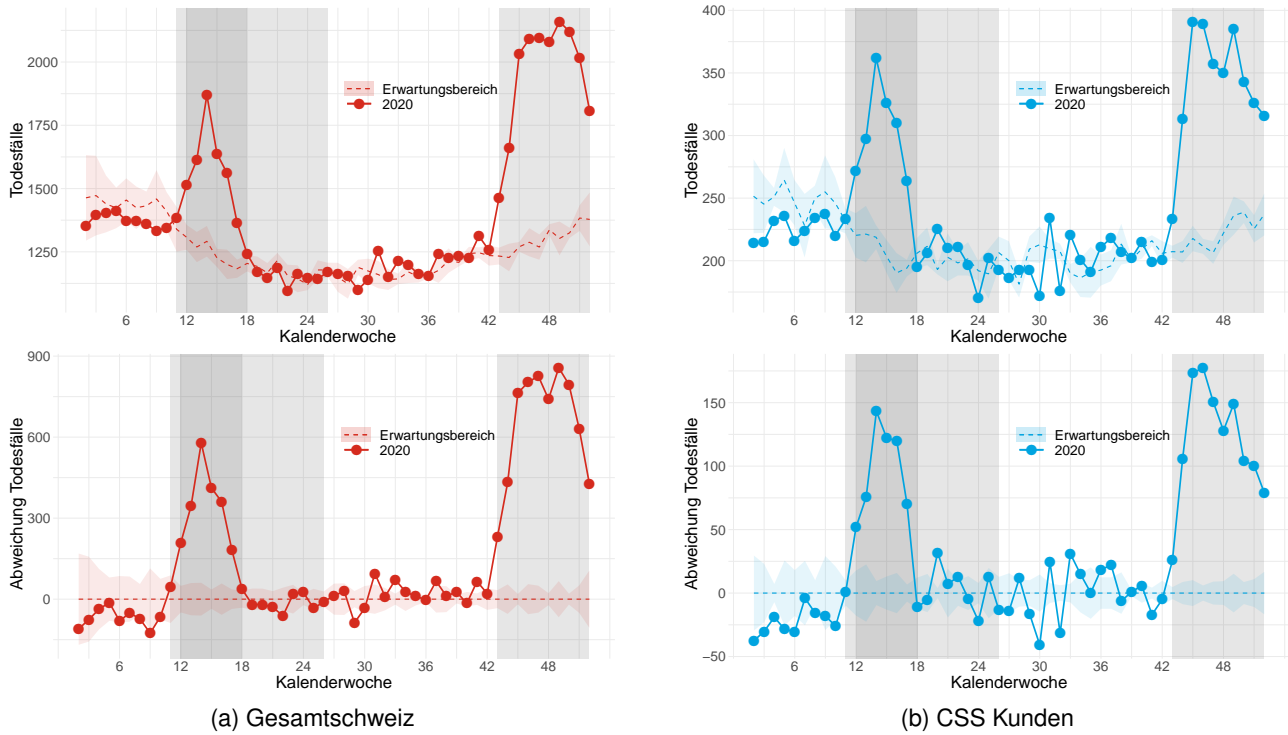 2000
1750
1500
1250
Todesfälle
Erwartungsbereich
2020
6 12 18 24 30 36 42 48
Kalenderwoche
400
350
300
250
200
Todesfälle
Erwartungsbereich
2020
6 12 18 24 30 36 42 48
Kalenderwoche
900
600
300
0
Abweichung Todesfälle
Erwartungsbereich
2020
6 12 18 24 30 36 42 48
Kalenderwoche
(a) Gesamtschweiz
150
100
50
0
−50
Abweichung Todesfälle
Erwartungsbereich
2020
6 12 18 24 30 36 42 48
Kalenderwoche
(b) CSS Kunden